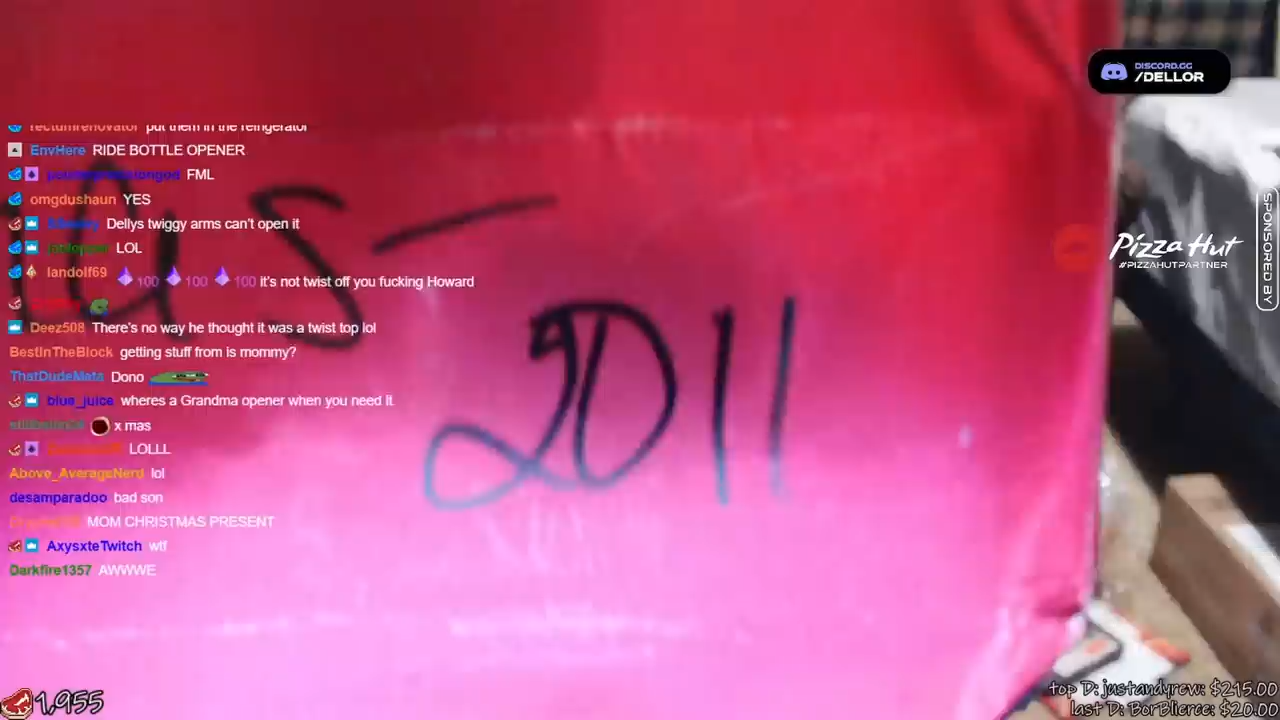 DISCORD.GG
/DELLOR
rectumrenovator put them in the reingerator
EnvHere RIDE BOTTLE OPENER
FML
omgdushaun YES
Dellys twiggy arms can't open it
LOL
landolf69 100 100 100 it's not twist off you fucking Howard
Deez508 There's no way he thought it was a twist top lol
BestInTheBlock getting stuff from is mommy?
ThatDudeMata Dono
blue_juice wheres a Grandma opener when you need it
x mas
LOLLL
Above_AverageNerd lol
desamparadoo bad son
MOM CHRISTMAS PRESENT
AxysxteTwitch wtf
Darkfire1357 AWWWE
us -
2011
Pizza Hut
#PIZZAHUTPARTNER
SPONSORED BY
1,955
top D: justandyrew: $215.00
last D: BorBlierce: $20.00